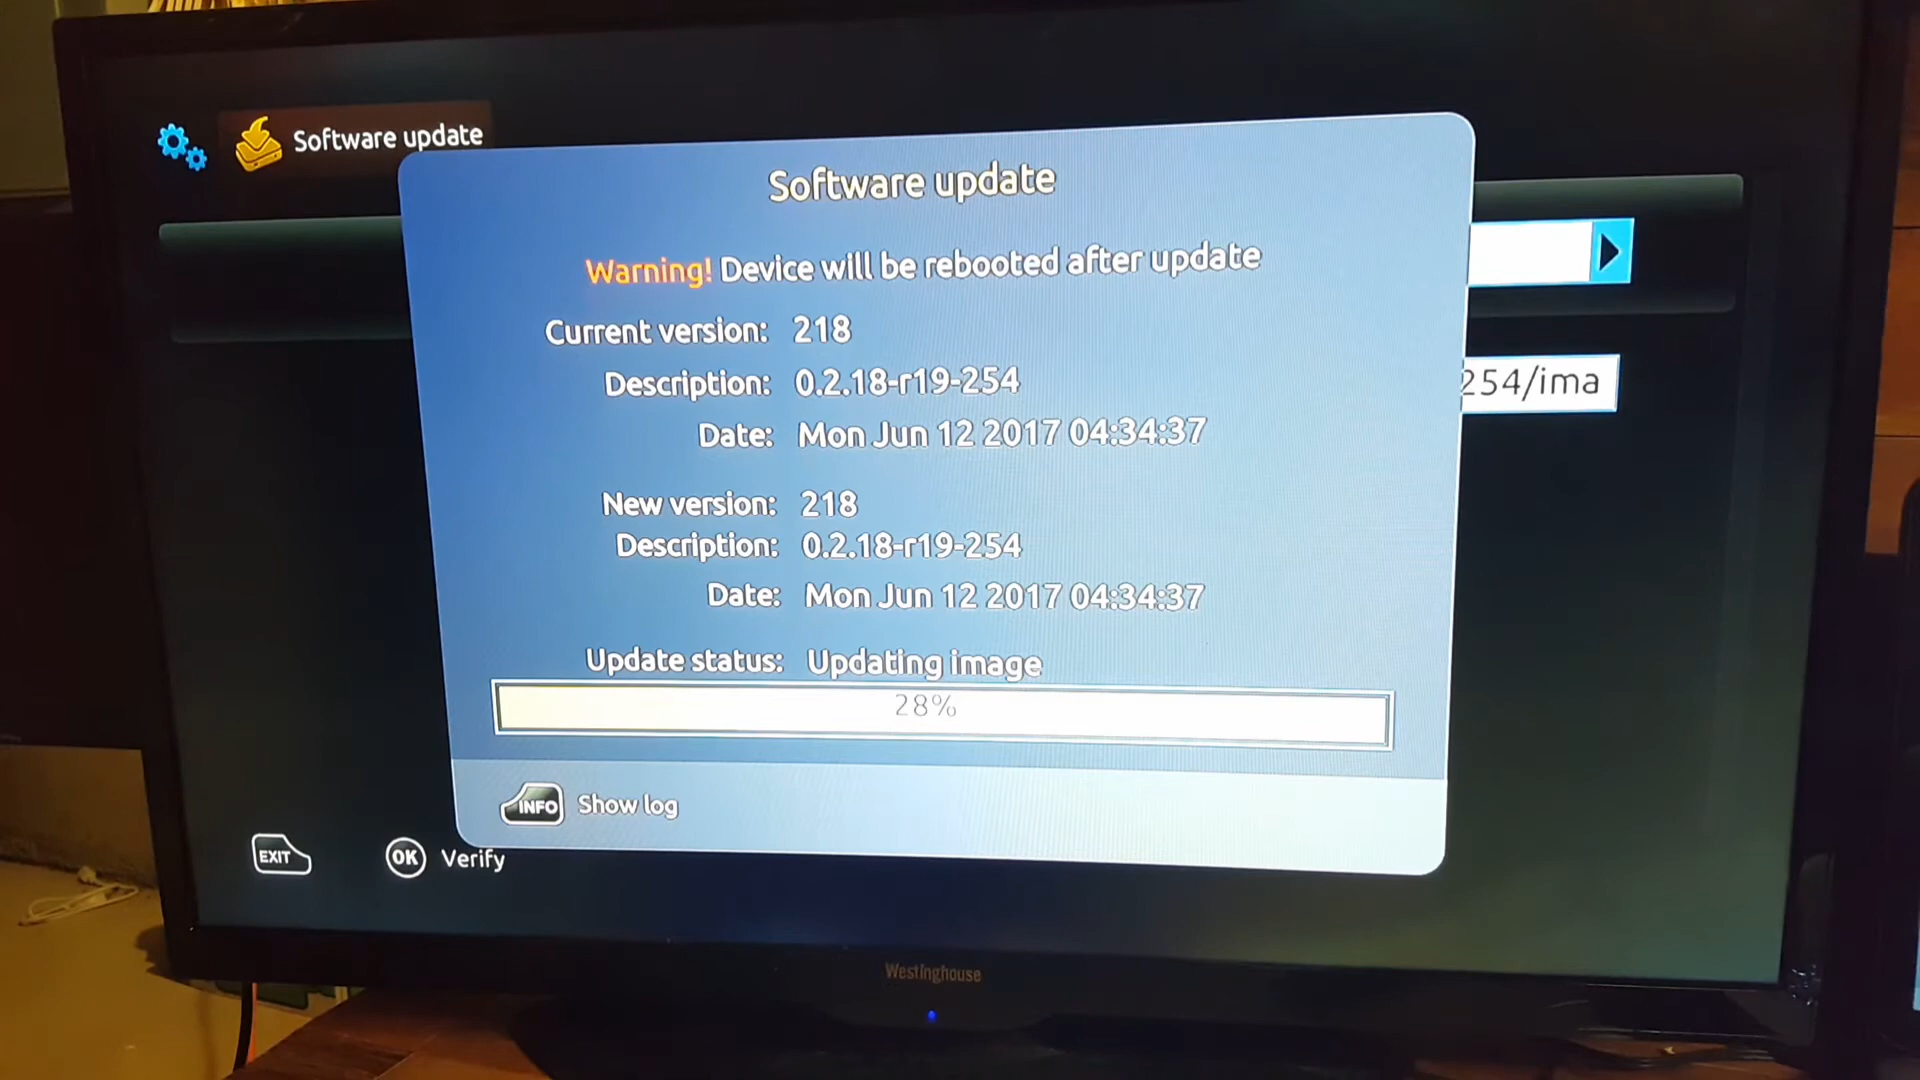 Software update
Software update
Warning! Device will be rebooted after update
Current version: 218
Description: 0.2.18-r19-254
Date: Mon Jun 12 2017 04:34:37
254/ima
New version: 218
Description: 0.2.18-r19-254
Date: Mon Jun 12 2017 04:34:37
Update status: Updating image
28%
INFO Show log
EXIT OK Verify
Westinghouse